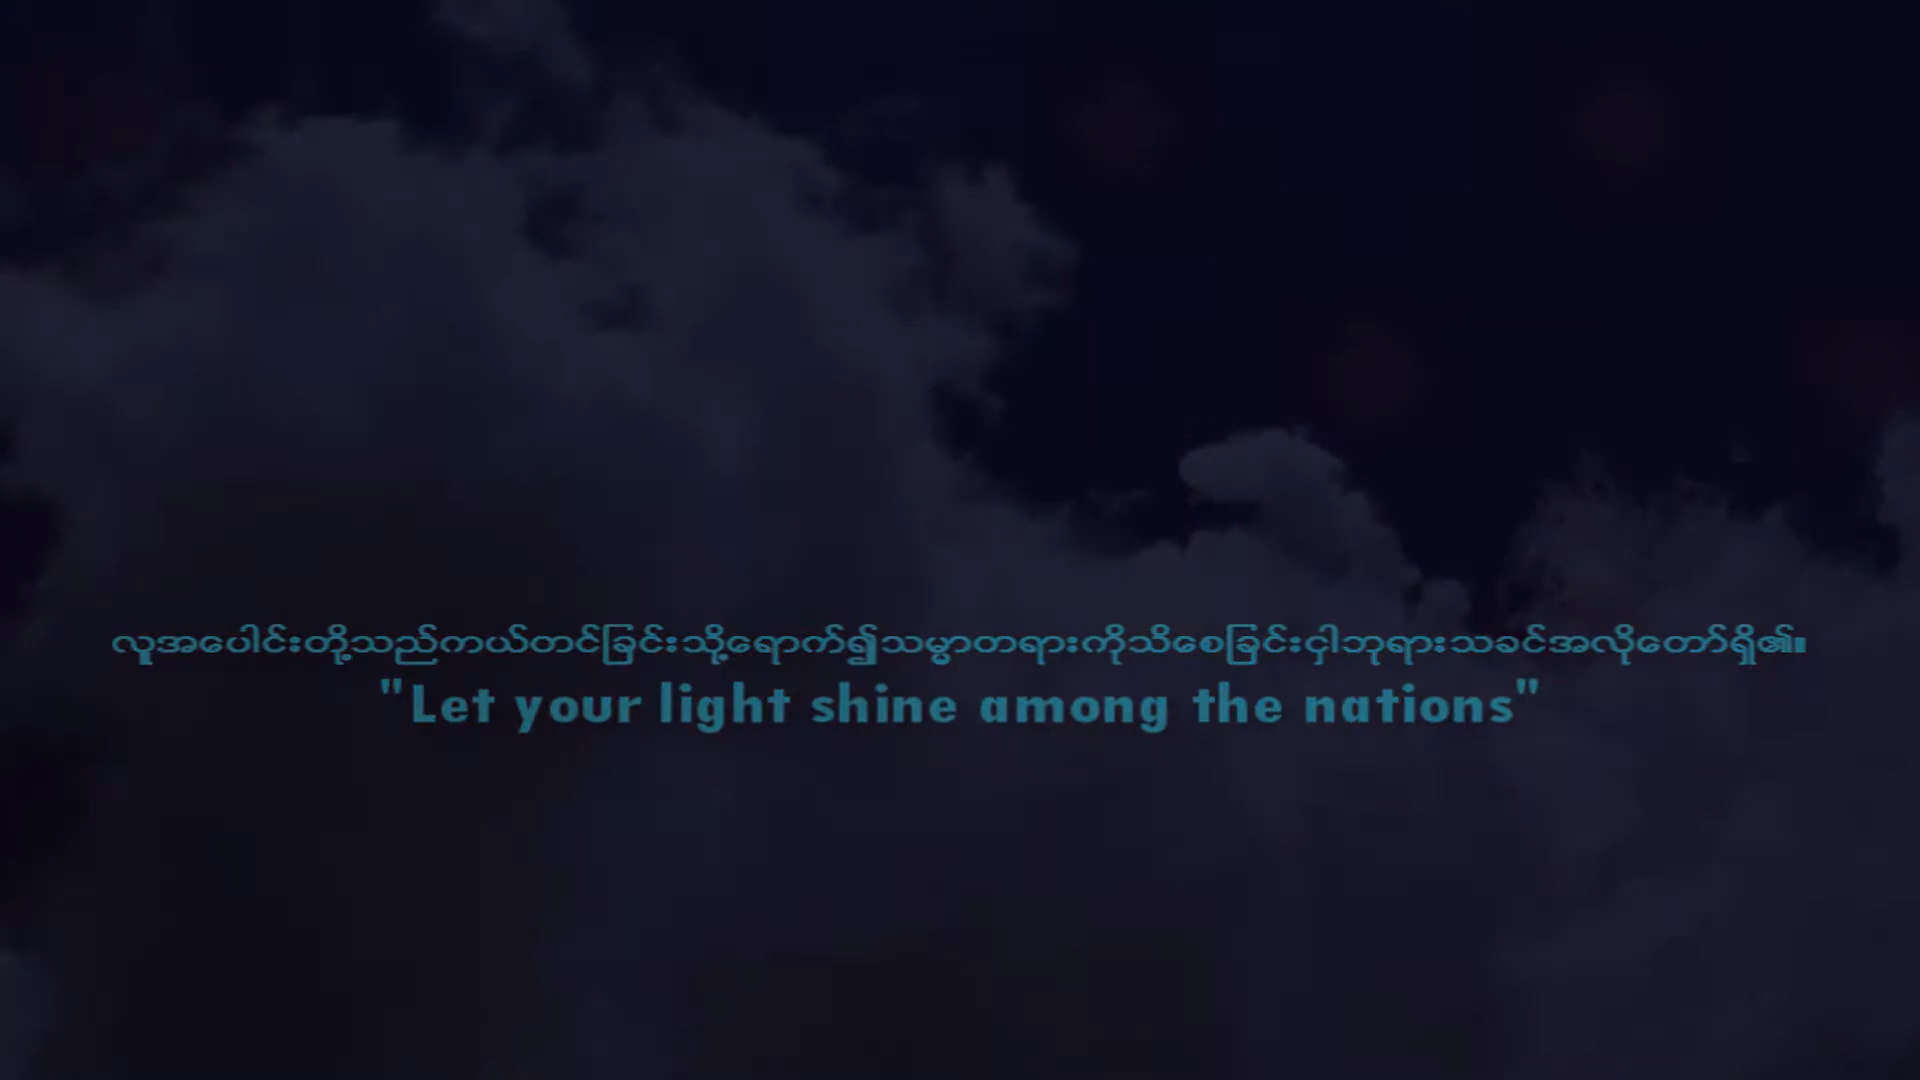 လူအပေါင်းတို့သည်ကယ်တင်ခြင်းသို့ရောက်၍သမ္မာတရားကိုသိစေခြင်းငှါဘုရားသခင်အလိုတော်ရှိ၏။
"Let your light shine among the nations"